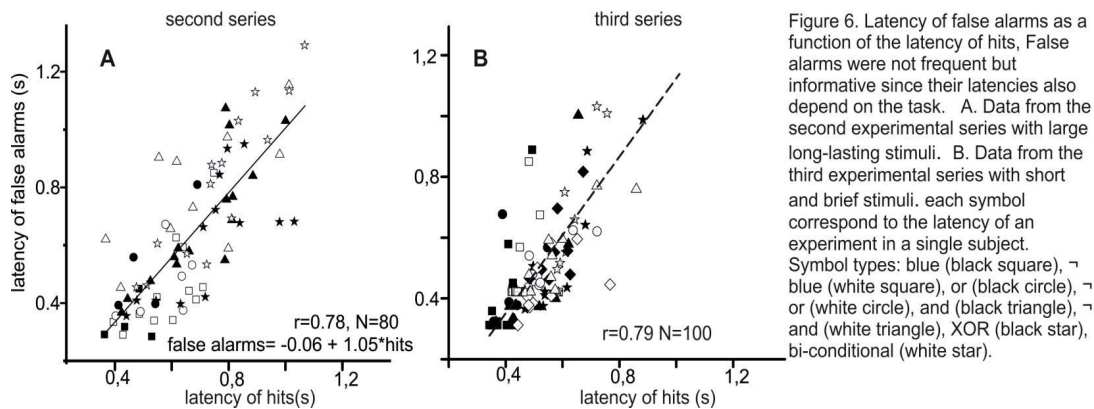 second series
A
1.2
0.8
0.4
latency of false alarms (s)
r=0.78, N=80
false alarms= -0.06 + 1.05*hits
0,4
0,8
1,2
latency of hits(s)
third series
B
1,2
0,8
0,4
r=0.79 N=100
0,4
0,8
1,2
latency of hits (s)
Figure 6. Latency of false alarms as a
function of the latency of hits, False
alarms were not frequent but
informative since their latencies also
depend on the task. A. Data from the
second experimental series with large
long-lasting stimuli. B. Data from the
third experimental series with short
and brief stimuli. each symbol
correspond to the latency of an
experiment in a single subject.
Symbol types: blue (black square), ¬
blue (white square), or (black circle), ¬
or (white circle), and (black triangle), ¬
and (white triangle), XOR (black star),
bi-conditional (white star).